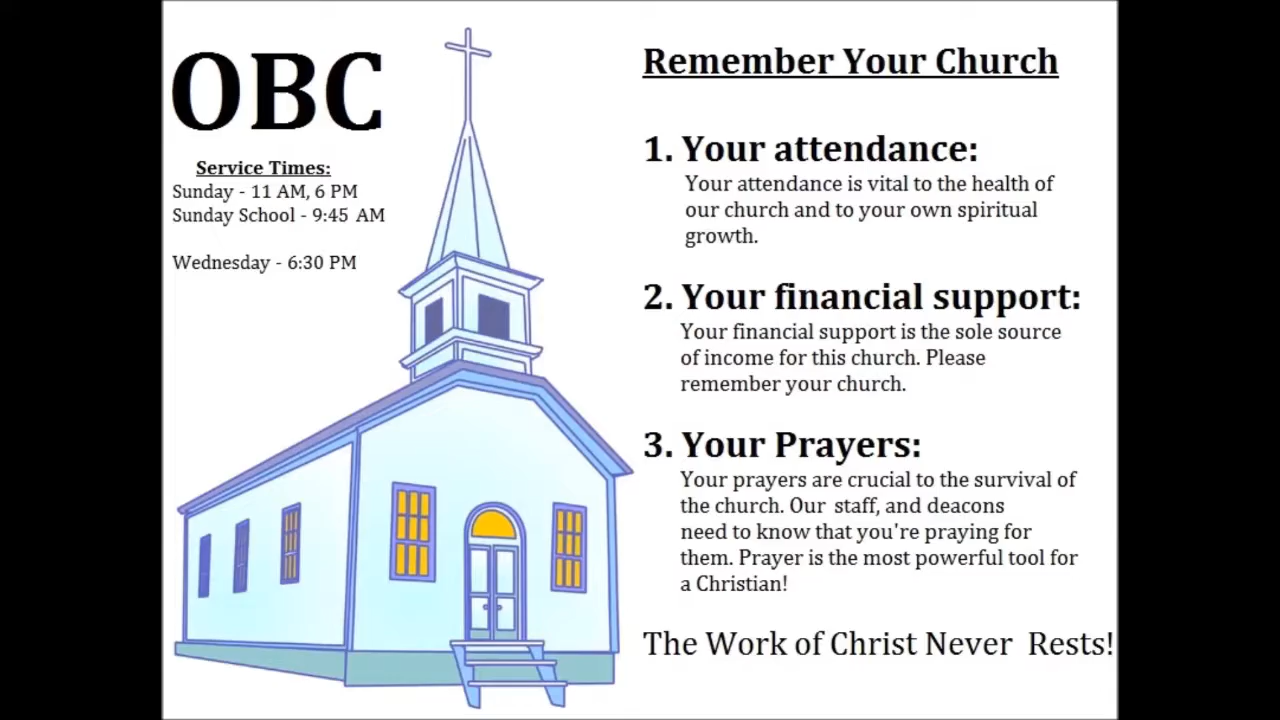 OBC
Service Times:
Sunday - 11 AM, 6 PM
Sunday School - 9:45 AM
Wednesday - 6:30 PM
Remember Your Church
1. Your attendance:
Your attendance is vital to the health of
our church and to your own spiritual
growth.
2. Your financial support:
Your financial support is the sole source
of income for this church. Please
remember your church.
3. Your Prayers:
Your prayers are crucial to the survival of
the church. Our staff, and deacons
need to know that you're praying for
them. Prayer is the most powerful tool for
a Christian!
The Work of Christ Never Rests!